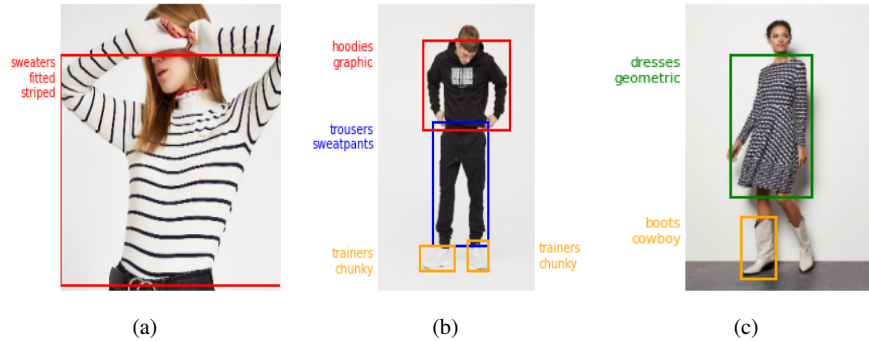 sweaters
fitted
striped
hoodies
graphic
trousers
sweatpants
trainers
chunky
trainers
chunky
dresses
geometric
boots
cowboy
(a)
(b)
(c)